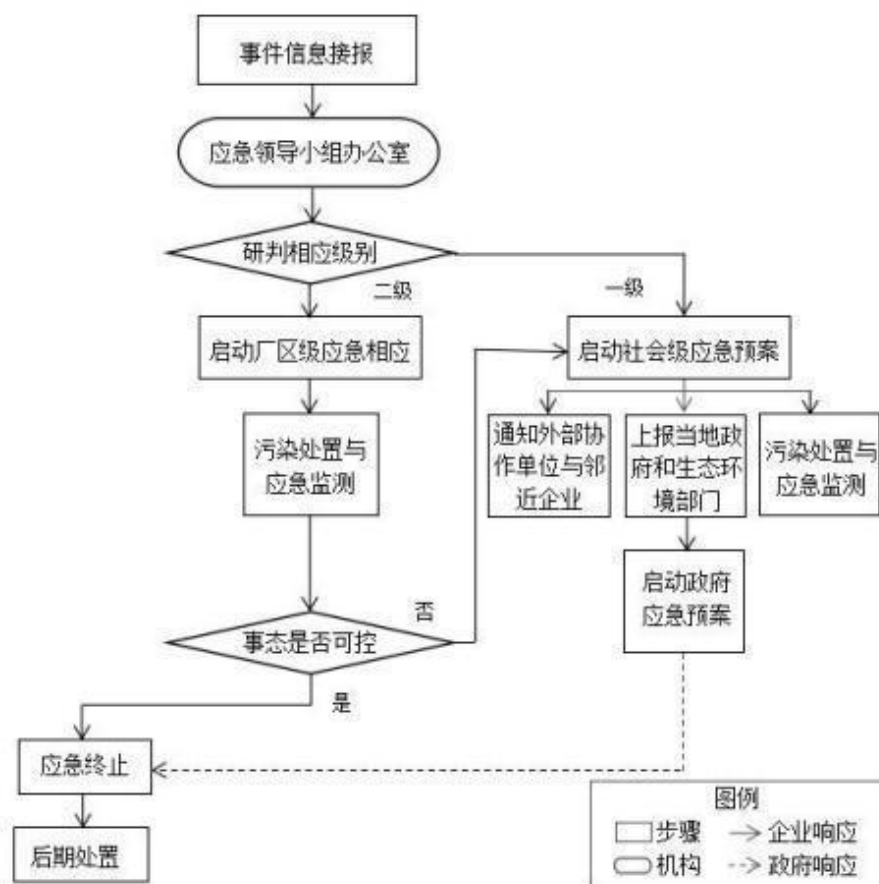 事件信息接报
应急领导小组办公室
研判相应级别
二级
一级
启动厂区级应急相应
启动社会级应急预案
污染处置与
应急监测
通知外部协
作单位与邻
近企业
上报当地政
府和生态环
境部门
污染处置与
应急监测
启动政府
应急预案
事态是否可控
否
是
应急终止
后期处置
图例
步骤
企业响应
机构
政府响应